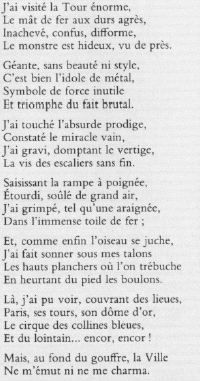 J'ai visité la Tour énorme,
Le mât de fer aux durs agrès,
Inachevé, confus, difforme,
Le monstre est hideux, vu de près.
Géante, sans beauté ni style,
C'est bien l'idole de métal,
Symbole de force inutile
Et triomphe du fait brutal.
J'ai touché l'absurde prodige,
Constaté le miracle vain,
J'ai gravi, domptant le vertige,
La vis des escaliers sans fin.
Saisissant la rampe à poignée,
Étourdi, soûlé de grand air,
J'ai grimpé, tel qu'une araignée,
Dans l'immense toile de fer ;
Et, comme enfin l'oiseau se juche,
J'ai fait sonner sous mes talons
Les hauts planchers où l'on trébuche
En heurtant du pied les boulons.
Là, j'ai pu voir, couvrant des lieues,
Paris, ses tours, son dôme d'or,
Le cirque des collines bleues,
Et du lointain... encor, encor !
Mais, au fond du gouffre, la Ville
Ne m'émut ni ne me charma.